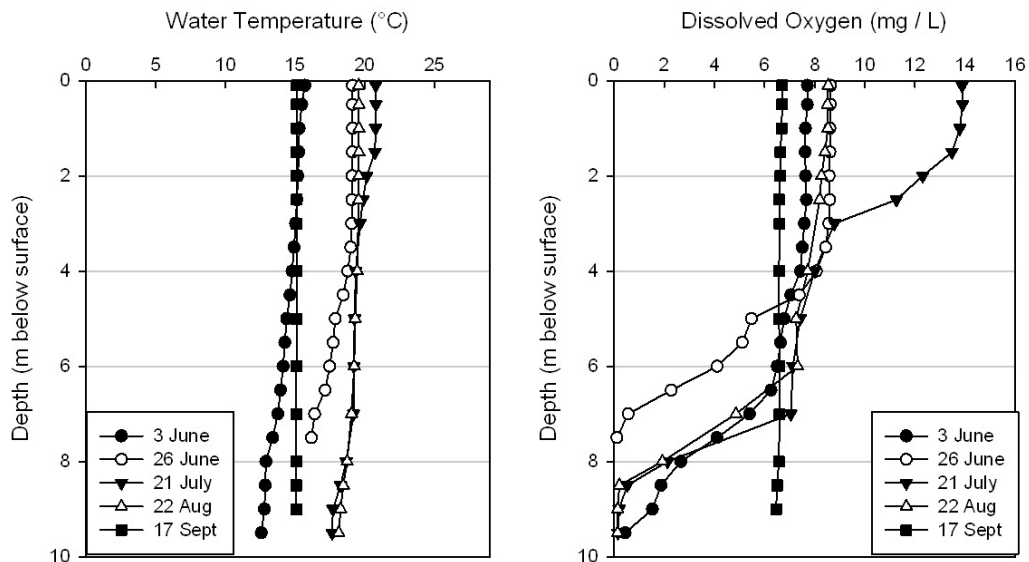 Water Temperature (°C)
0 5 10 15 20 25
Depth (m below surface)
0
2
4
6
8
10
3 June
26 June
21 July
22 Aug
17 Sept
Dissolved Oxygen (mg / L)
0 2 4 6 8 10 12 14 16
Depth (m below surface)
0
2
4
6
8
10
3 June
26 June
21 July
22 Aug
17 Sept